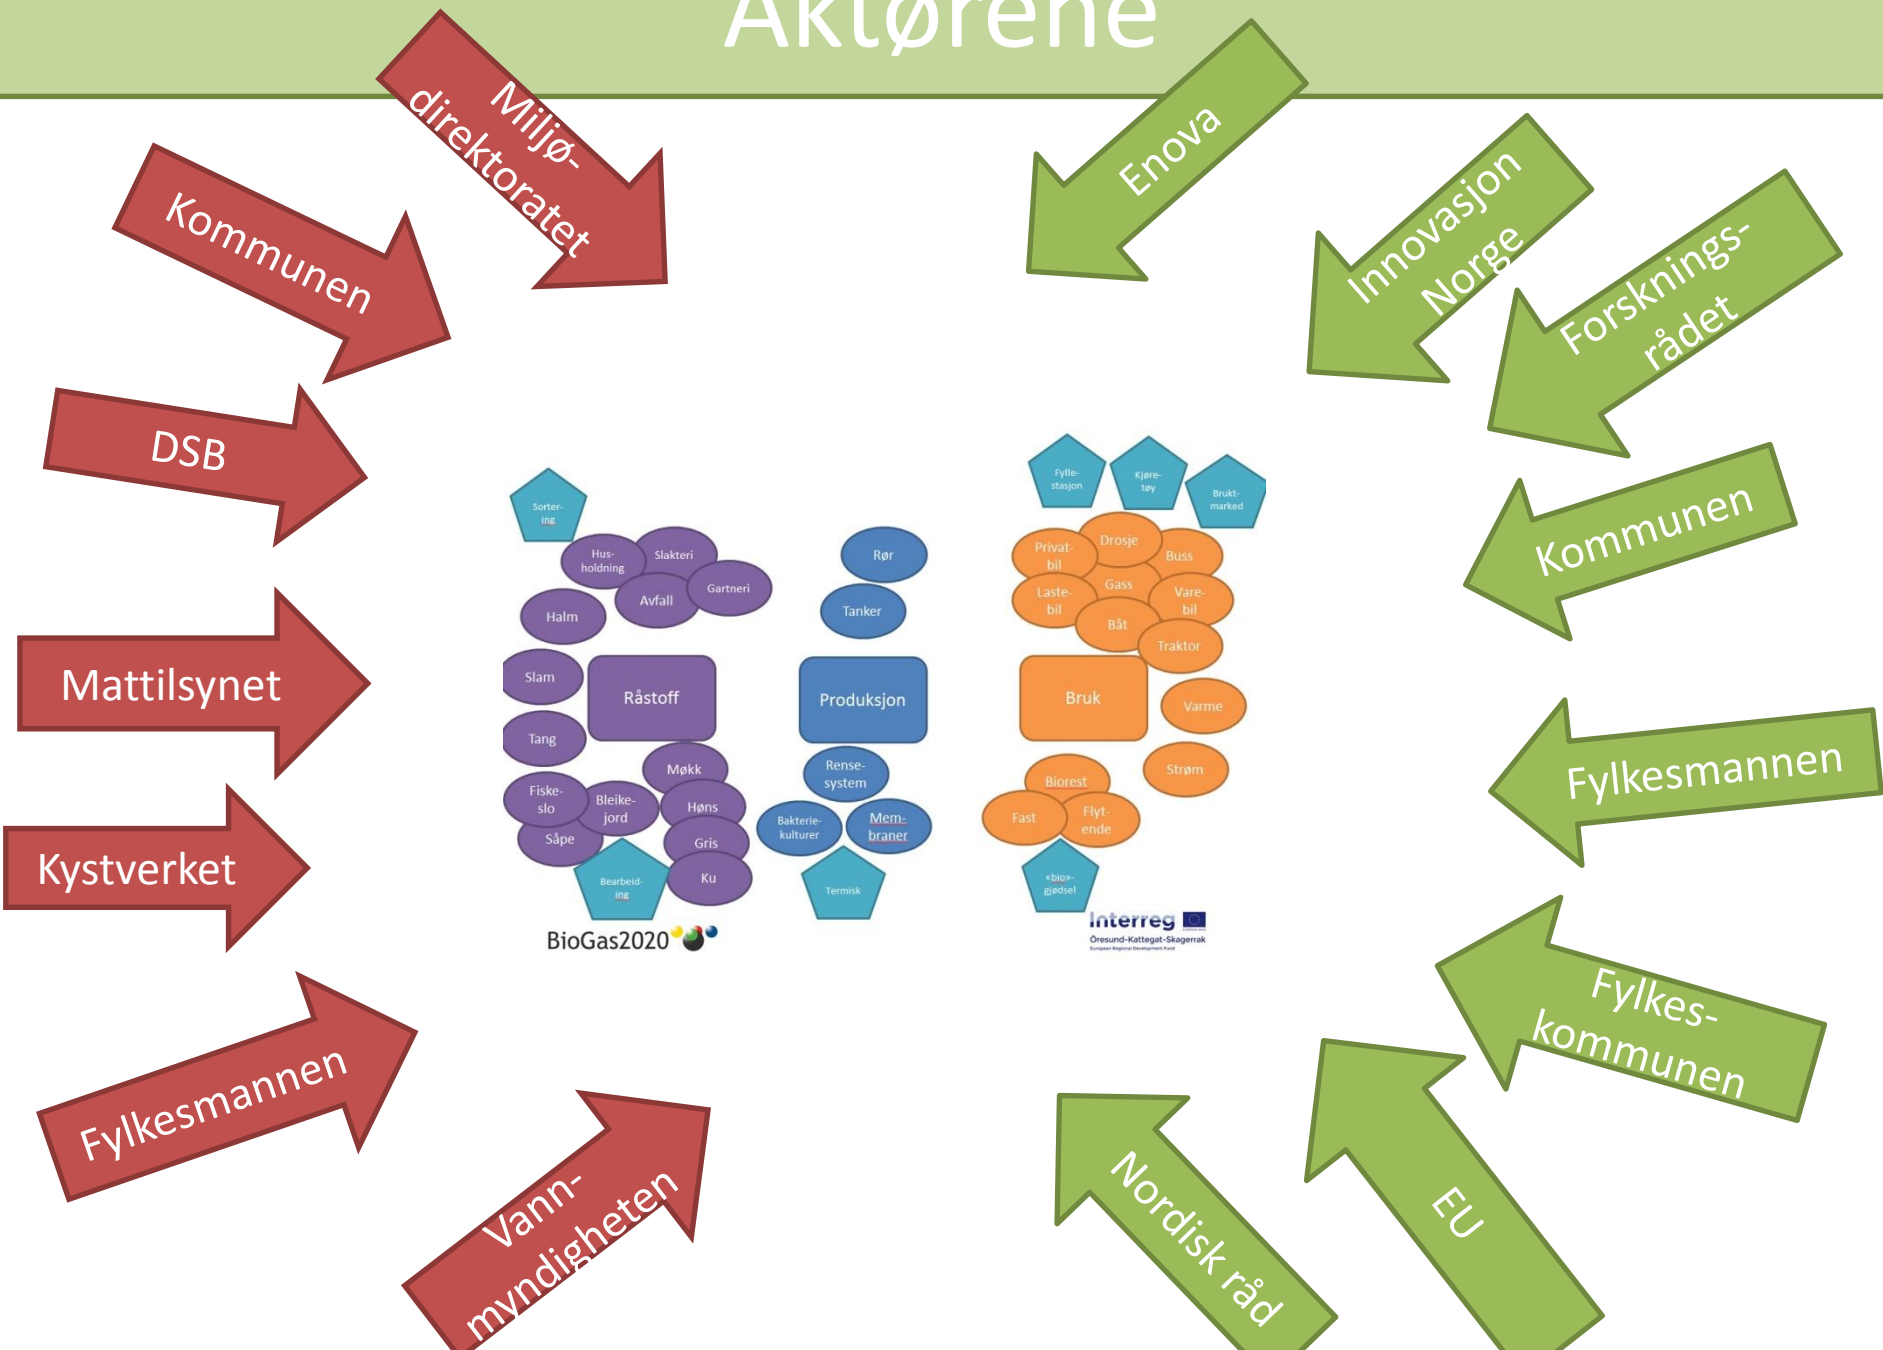 Aktørene
Miljø-
direktoratet
Kommunen
DSB
Mattilsynet
Kystverket
Fylkesmannen
Vann-
myndigheten
Enova
Innovasjon
Norge
Forsknings-
rådet
Kommunen
Fylkesmannen
Fylkes-
kommunen
EU
Nordisk råd
Sorter-
ing
Hus-
holdning
Slakteri
Gartneri
Avfall
Halm
Slam
Råstoff
Tang
Møkk
Fiske-
slo
Bleike-
jord
Høns
Såpe
Gris
Ku
Bearbeid-
ing
Rør
Tanker
Produksjon
Rense-
system
Bakterie-
kulturer
Mem-
braner
Termisk
Fylle-
stasjon
Kjøre-
tøy
Brukt-
marked
Privat-
bil
Drosje
Buss
Gass
Laste-
bil
Vare-
bil
Båt
Traktor
Bruk
Varme
Strøm
Biorest
Fast
Flyt-
ende
«bio»-
gjødsel
BioGas2020
Interreg
Öresund-Kattegat-Skagerrak
European Regional Development Fund